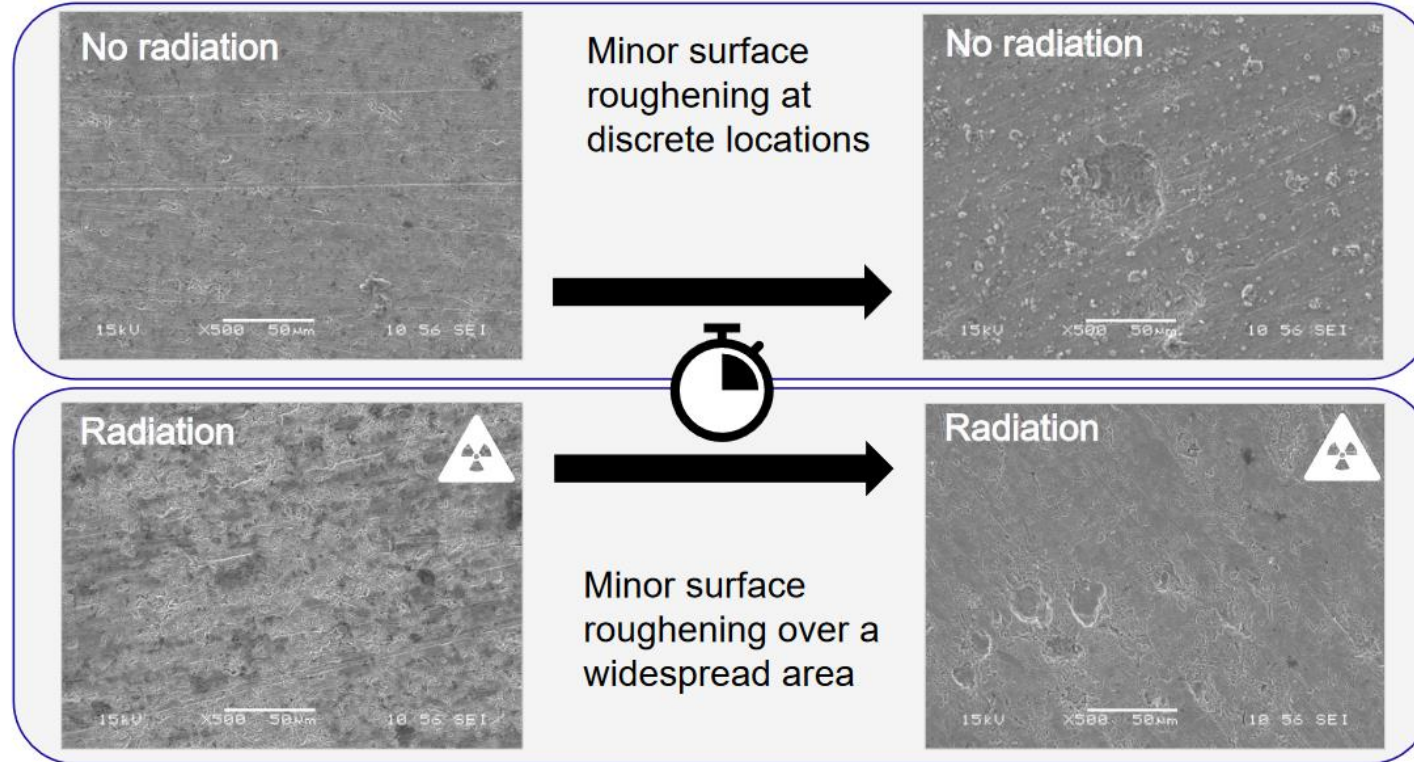 No radiation
15kV X500 50µm 10 56 SEI
Minor surface
roughening at
discrete locations
No radiation
15kV X500 50µm 10 56 SEI
Radiation
15kV X500 50µm 10 56 SEI
Minor surface
roughening over a
widespread area
Radiation
15kV X500 50µm 10 56 SEI